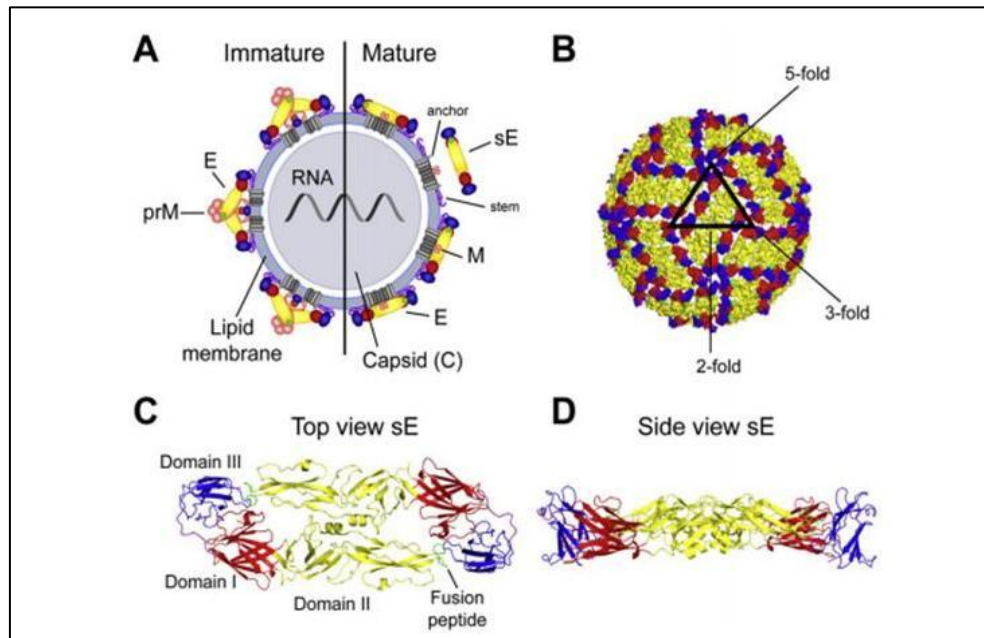 A
Immature
Mature
anchor
sE
E
RNA
prM
stem
M
E
Lipid
membrane
Capsid (C)
B
5-fold
3-fold
2-fold
C
Top view sE
Domain III
Domain I
Domain II
Fusion
peptide
D
Side view sE